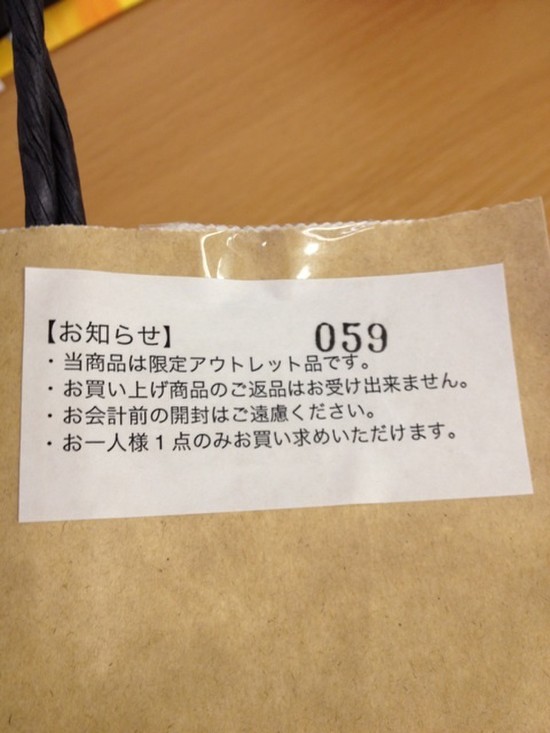 【お知らせ】 059
・当商品は限定アウトレット品です。
・お買い上げ商品のご返品はお受け出来ません。
・お会計前の開封はご遠慮ください。
・お一人様1点のみお買い求めいただけます。